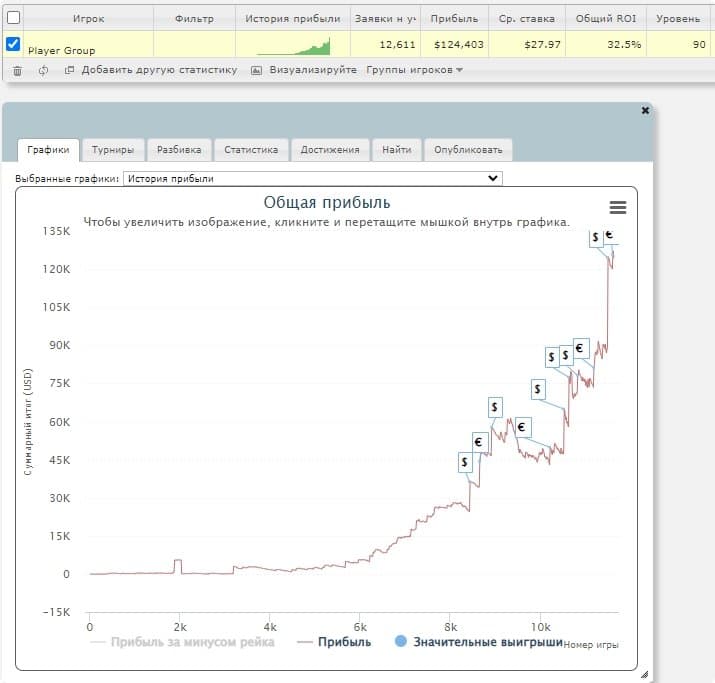 Игрок Фильтр История прибыли Заявки н уч Прибыль Ср. ставка Общий ROI Уровень
Player Group 12,611 $124,403 $27.97 32.5% 90
Добавить другую статистику Визуализируйте Группы игроков
Графики Турниры Разбивка Статистика Достижения Найти Опубликовать
Выбранные графики: История прибыли
Общая прибыль
Чтобы увеличить изображение, кликните и перетащите мышкой внутрь графика.
135K
$ €
120K
105K
90K
$ $ €
75K
$
60K
$
€
€
45K
$
30K
15K
0
-15K
Суммарный итог (USD)
0 2k 4k 6k 8k 10k
Прибыль за минусом рейка Прибыль Значительные выигрыши Номер игры